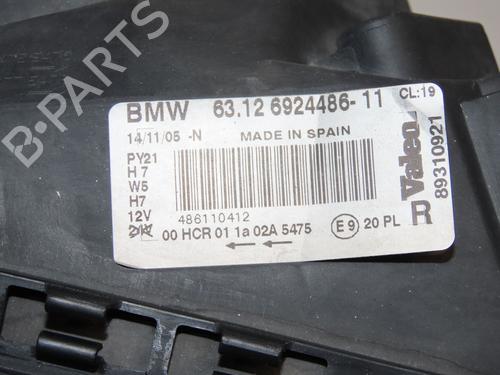 BMW 63.12 6924486-11 CL:19
14/11/05 -N MADE IN SPAIN
PY21
H7
W5
H7
12V 486110412
24V 00 HCR 01 1a 02A 5475 E9 20 PL
Valeo
89310921
R
B-PARTS